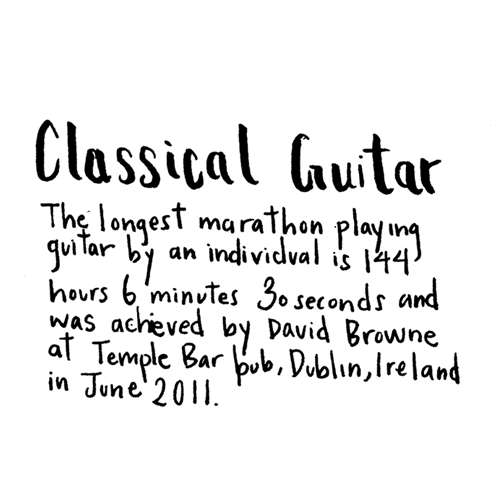 Classical Guitar
The longest marathon playing
guitar by an individual is 144
hours 6 minutes 30 seconds and
was achieved by David Browne
at Temple Bar pub, Dublin, Ireland
in June 2011.